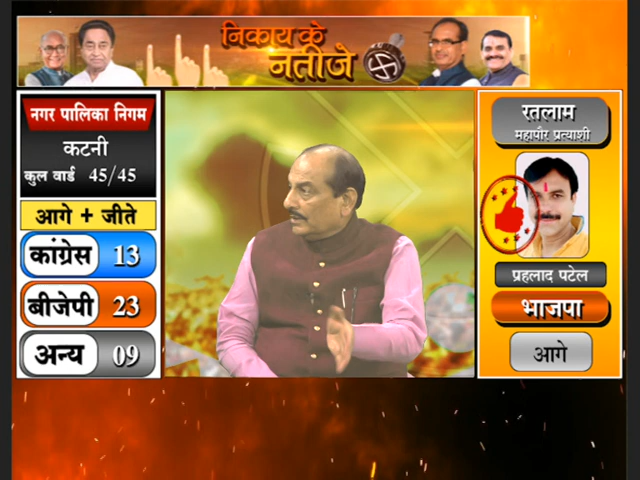 निकाय के
नतीजे
नगर पालिका निगम
कटनी
कुल वार्ड 45/45
आगे + जीते
कांग्रेस 13
बीजेपी 23
अन्य 09
रतलाम
महापौर प्रत्याशी
प्रहलाद पटेल
भाजपा
आगे